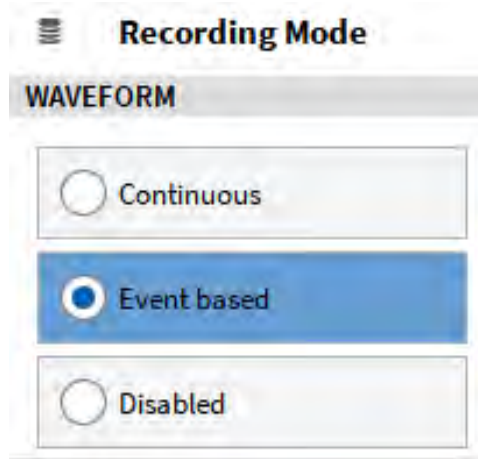 Recording Mode
WAVEFORM
Continuous
Event based
Disabled